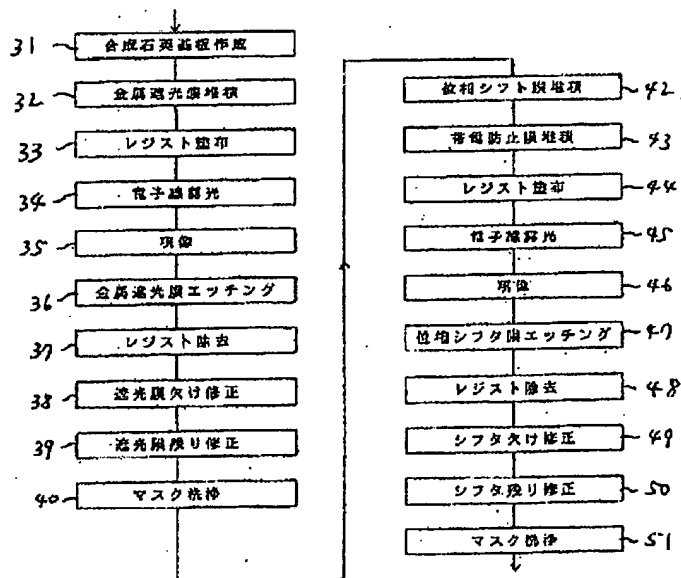 31 合成石英基板作成
32 金属遮光膜堆積
33 レジスト塗布
34 電子線露光
35 現像
36 金属遮光膜エッチング
37 レジスト除去
38 遮光膜欠け修正
39 遮光膜残り修正
40 マスク洗浄
位相シフト膜堆積 42
帯電防止膜堆積 43
レジスト塗布 44
電子線露光 45
現像 46
位相シフタ膜エッチング 47
レジスト除去 48
シフタ欠け修正 49
シフタ残り修正 50
マスク洗浄 51